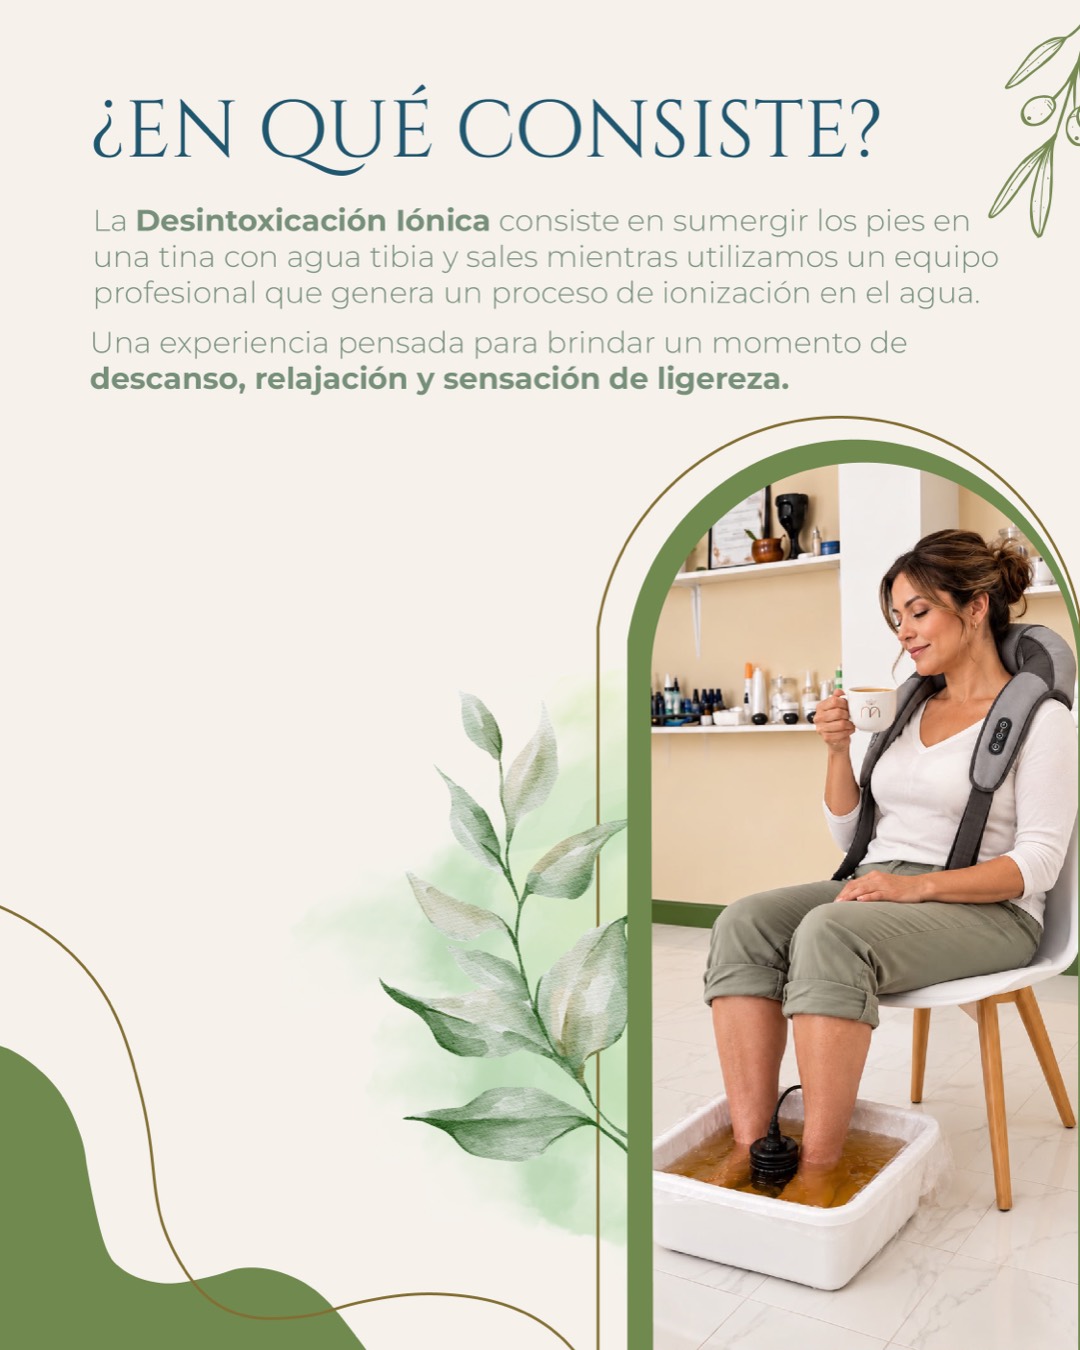 ¿EN QUÉ CONSISTE?
La Desintoxicación Iónica consiste en sumergir los pies en
una tina con agua tibia y sales mientras utilizamos un equipo
profesional que genera un proceso de ionización en el agua.
Una experiencia pensada para brindar un momento de
descanso, relajación y sensación de ligereza.